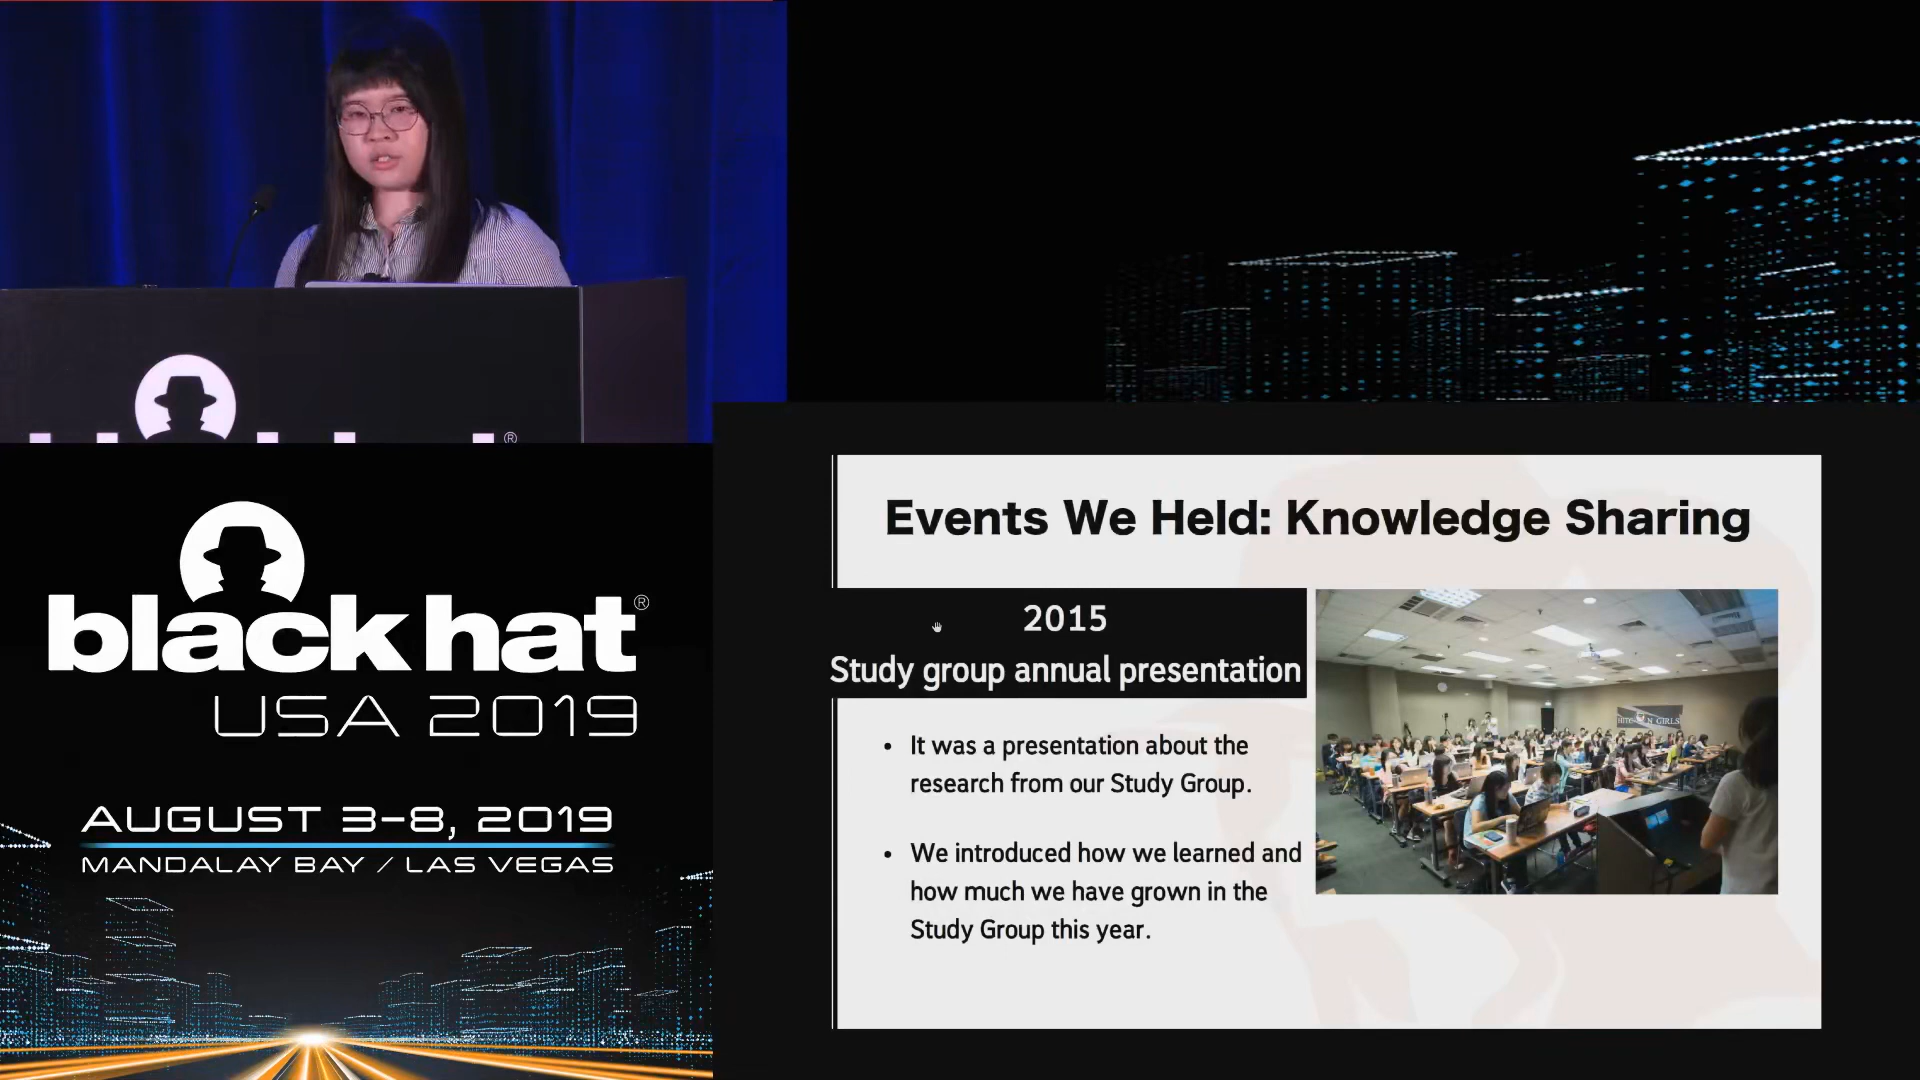 black hat®
USA 2019
AUGUST 3-8, 2019
MANDALAY BAY / LAS VEGAS
Events We Held: Knowledge Sharing
2015
Study group annual presentation
• It was a presentation about the
research from our Study Group.
• We introduced how we learned and
how much we have grown in the
Study Group this year.
GIRLS
®